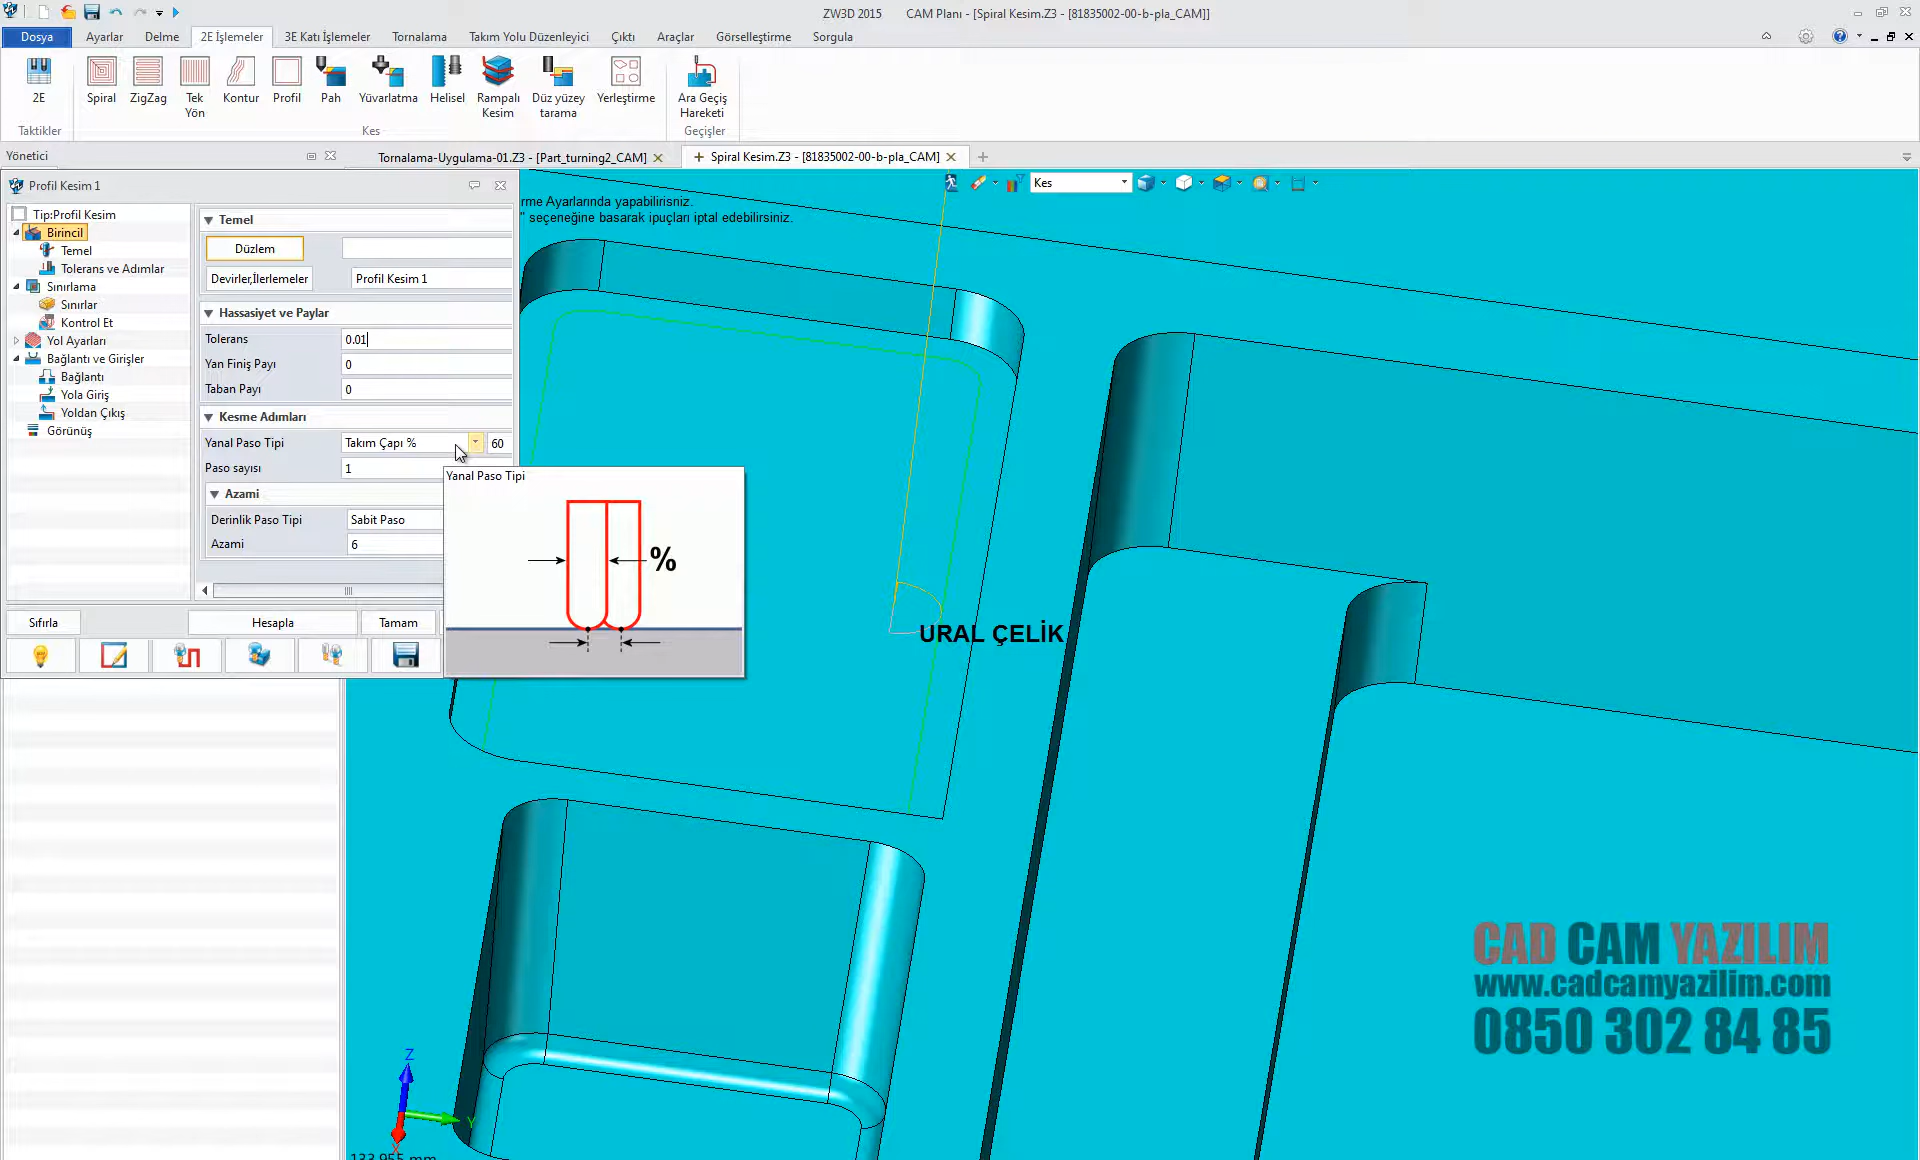 ZW3D 2015 CAM Planı - [Spiral Kesim.Z3 - [81835002-00-b-pla_CAM]]
Dosya Ayarlar Delme 2E İşlemeler 3E Katı İşlemeler Tornalama Takım Yolu Düzenleyici Çıktı Araçlar Görselleştirme Sorgula
2E Spiral ZigZag Tek Yön Kontur Profil Pah Yüvarlatma Helisel Rampalı Kesim Düz yüzey tarama Yerleştirme Ara Geçiş Hareketi
Taktikler Kes Geçişler
Yönetici
Tornalama-Uygulama-01.Z3 - [Part_turning2_CAM]
Spiral Kesim.Z3 - [81835002-00-b-pla_CAM]
Profil Kesim 1
Kes
rme Ayarlarında yapabilirisniz.
" seçeneğine basarak ipuçları iptal edebilirsiniz.
Tip:Profil Kesim
Birincil
Temel
Tolerans ve Adımlar
Sınırlama
Sınırlar
Kontrol Et
Yol Ayarları
Bağlantı ve Girişler
Bağlantı
Yola Giriş
Yoldan Çıkış
Görünüş
Temel
Düzlem
Devirler,İlerlemeler Profil Kesim 1
Hassasiyet ve Paylar
Tolerans 0.01
Yan Finiş Payı 0
Taban Payı 0
Kesme Adımları
Yanal Paso Tipi Takım Çapı % 60
Paso sayısı 1
Azami
Derinlik Paso Tipi Sabit Paso
Azami 6
Sıfırla Hesapla Tamam
Yanal Paso Tipi
%
URAL ÇELİK
CAD CAM YAZILIM
www.cadcamyazilim.com
0850 302 84 85
Z
Y
X
133.955 mm